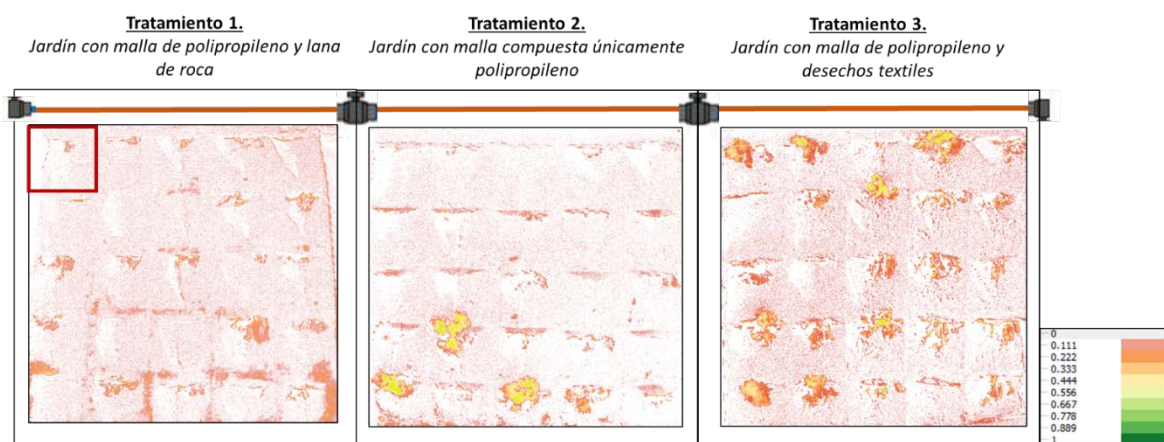 Tratamiento 1.
Jardín con malla de polipropileno y lana
de roca
Tratamiento 2.
Jardín con malla compuesta únicamente
polipropileno
Tratamiento 3.
Jardín con malla de polipropileno y
desechos textiles
0
0.111
0.222
0.333
0.444
0.556
0.667
0.778
0.889
1